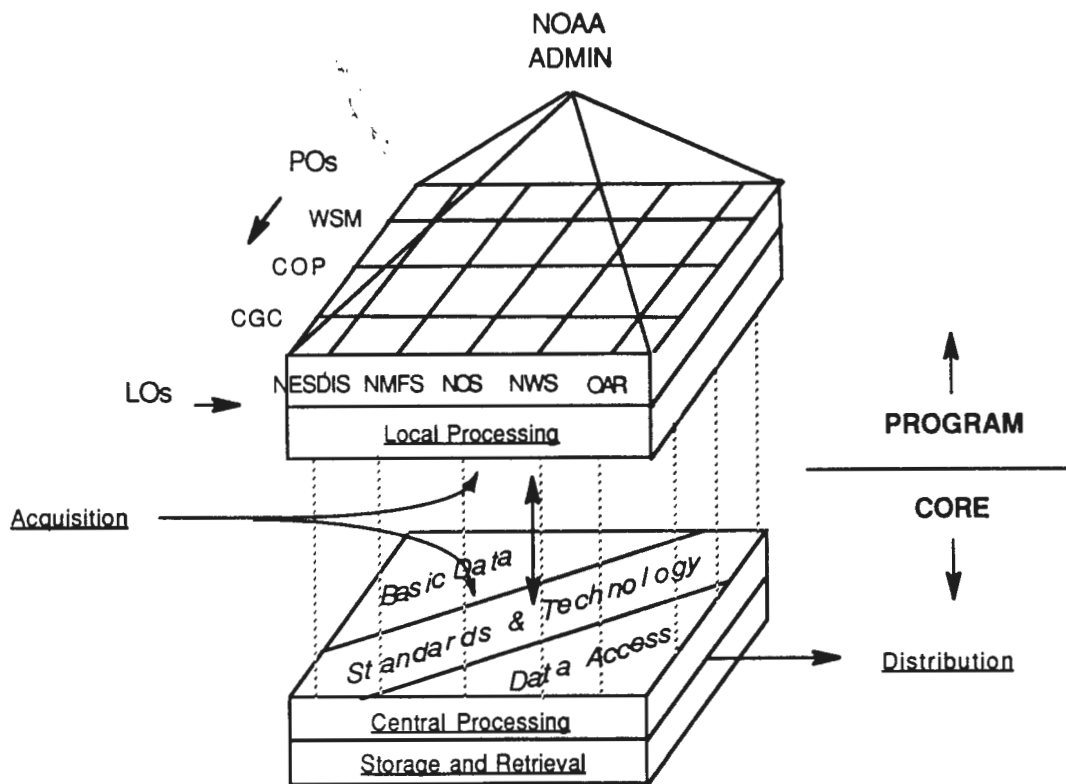 NOAA
ADMIN
POs
WSM
COP
CGC
LOs
NESDIS NMFS NOS NWS OAR
Local Processing
PROGRAM
CORE
Acquisition
Basic Data
Standards & Technology
Data Access
Distribution
Central Processing
Storage and Retrieval